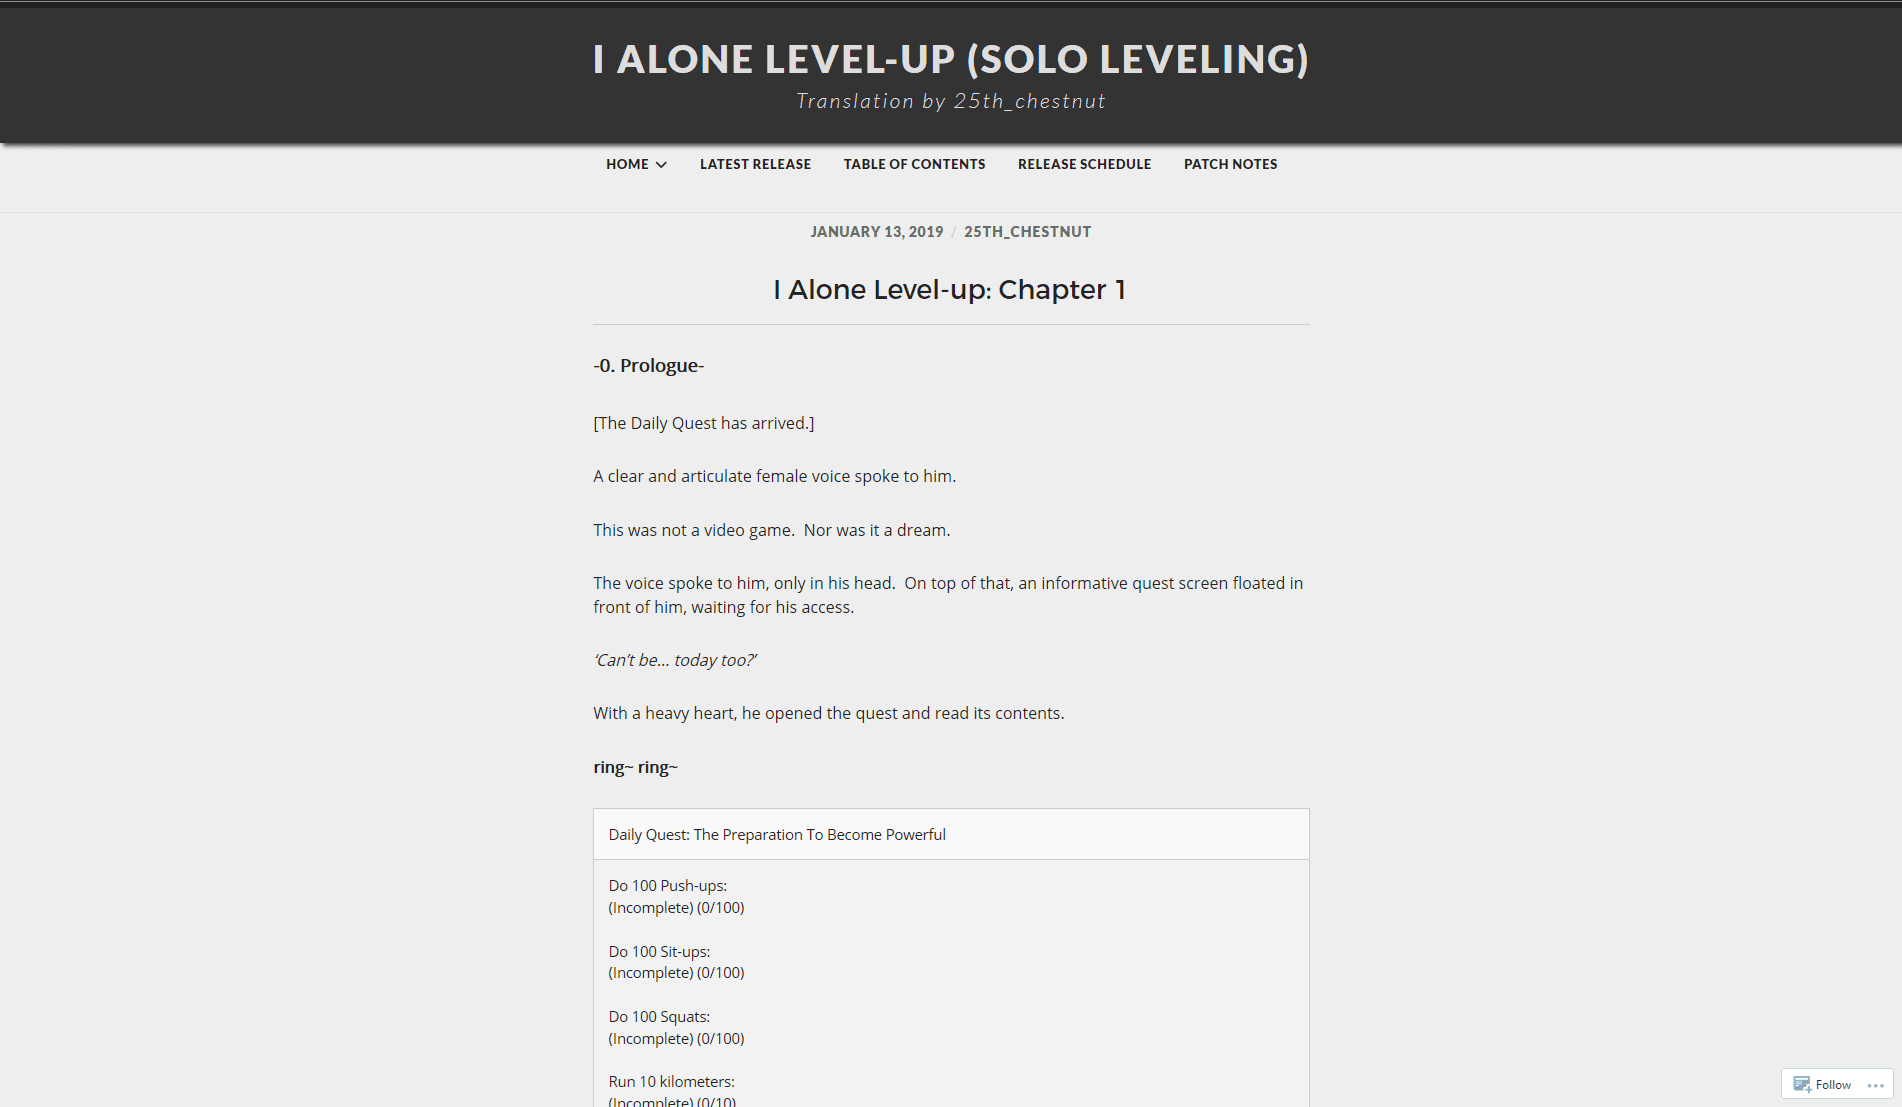 I ALONE LEVEL-UP (SOLO LEVELING)
Translation by 25th_chestnut
HOME LATEST RELEASE TABLE OF CONTENTS RELEASE SCHEDULE PATCH NOTES
JANUARY 13, 2019 / 25TH_CHESTNUT
I Alone Level-up: Chapter 1
-0. Prologue-
[The Daily Quest has arrived.]
A clear and articulate female voice spoke to him.
This was not a video game.  Nor was it a dream.
The voice spoke to him, only in his head.  On top of that, an informative quest screen floated in
front of him, waiting for his access.
‘Can’t be… today too?’
With a heavy heart, he opened the quest and read its contents.
ring~ ring~
Daily Quest: The Preparation To Become Powerful
Do 100 Push-ups:
(Incomplete) (0/100)
Do 100 Sit-ups:
(Incomplete) (0/100)
Do 100 Squats:
(Incomplete) (0/100)
Run 10 kilometers:
(Incomplete) (0/10)
Follow ...